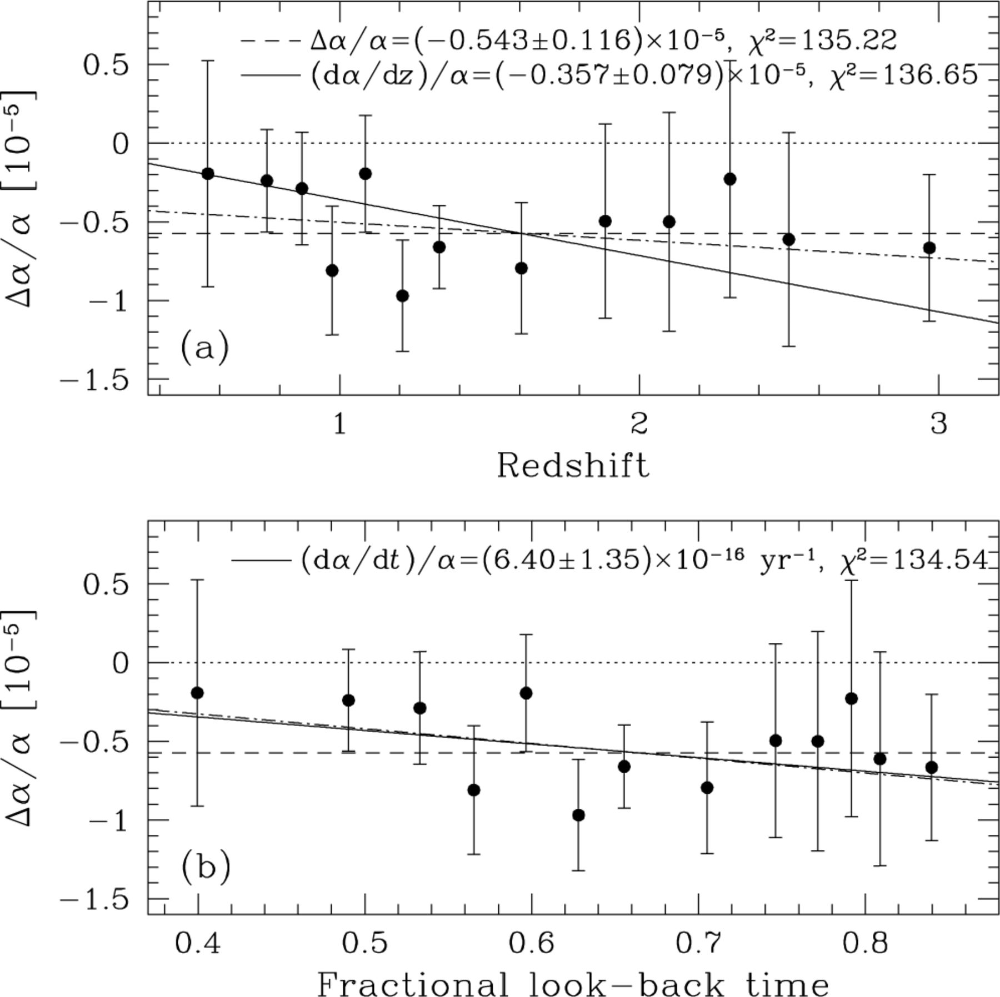 Δα/α=(−0.543±0.116)×10⁻⁵, χ²=135.22
(dα/dz)/α=(−0.357±0.079)×10⁻⁵, χ²=136.65
Δα/α [10⁻⁵]
0.5
0
−0.5
−1
−1.5
(a)
1 2 3
Redshift
(dα/dt)/α=(6.40±1.35)×10⁻¹⁶ yr⁻¹, χ²=134.54
Δα/α [10⁻⁵]
0.5
0
−0.5
−1
−1.5
(b)
0.4 0.5 0.6 0.7 0.8
Fractional look−back time